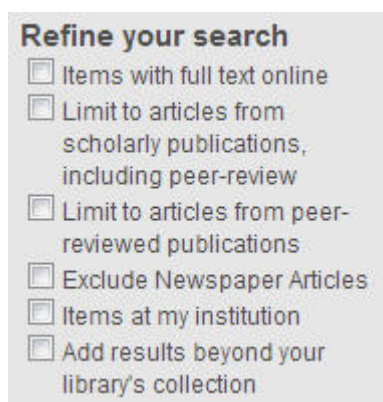 Refine your search
Items with full text online
Limit to articles from
scholarly publications,
including peer-review
Limit to articles from peer-
reviewed publications
Exclude Newspaper Articles
Items at my institution
Add results beyond your
library's collection